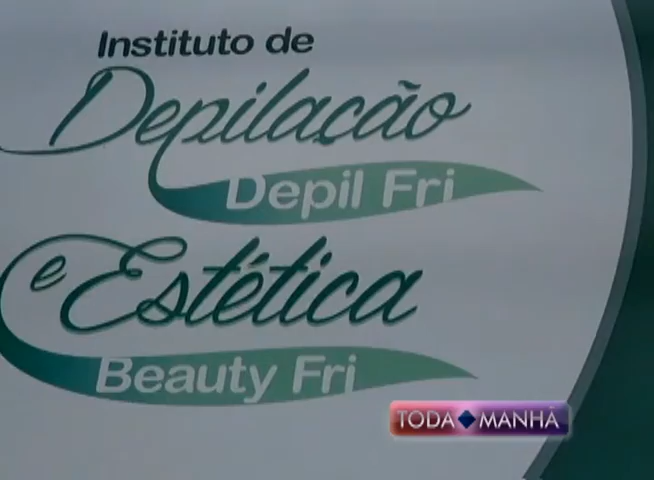 Instituto de
Depilação
Depil Fri
e Estética
Beauty Fri
TODA MANHÃ